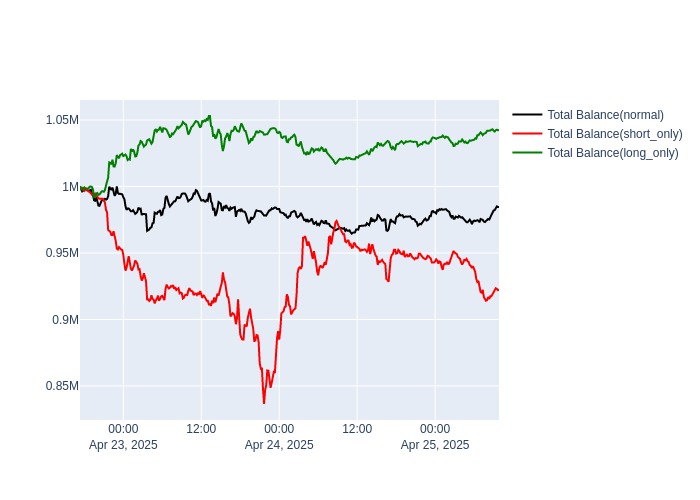 Total Balance(normal)
Total Balance(short_only)
Total Balance(long_only)
1.05M
1M
0.95M
0.9M
0.85M
00:00
12:00
00:00
12:00
00:00
Apr 23, 2025
Apr 24, 2025
Apr 25, 2025